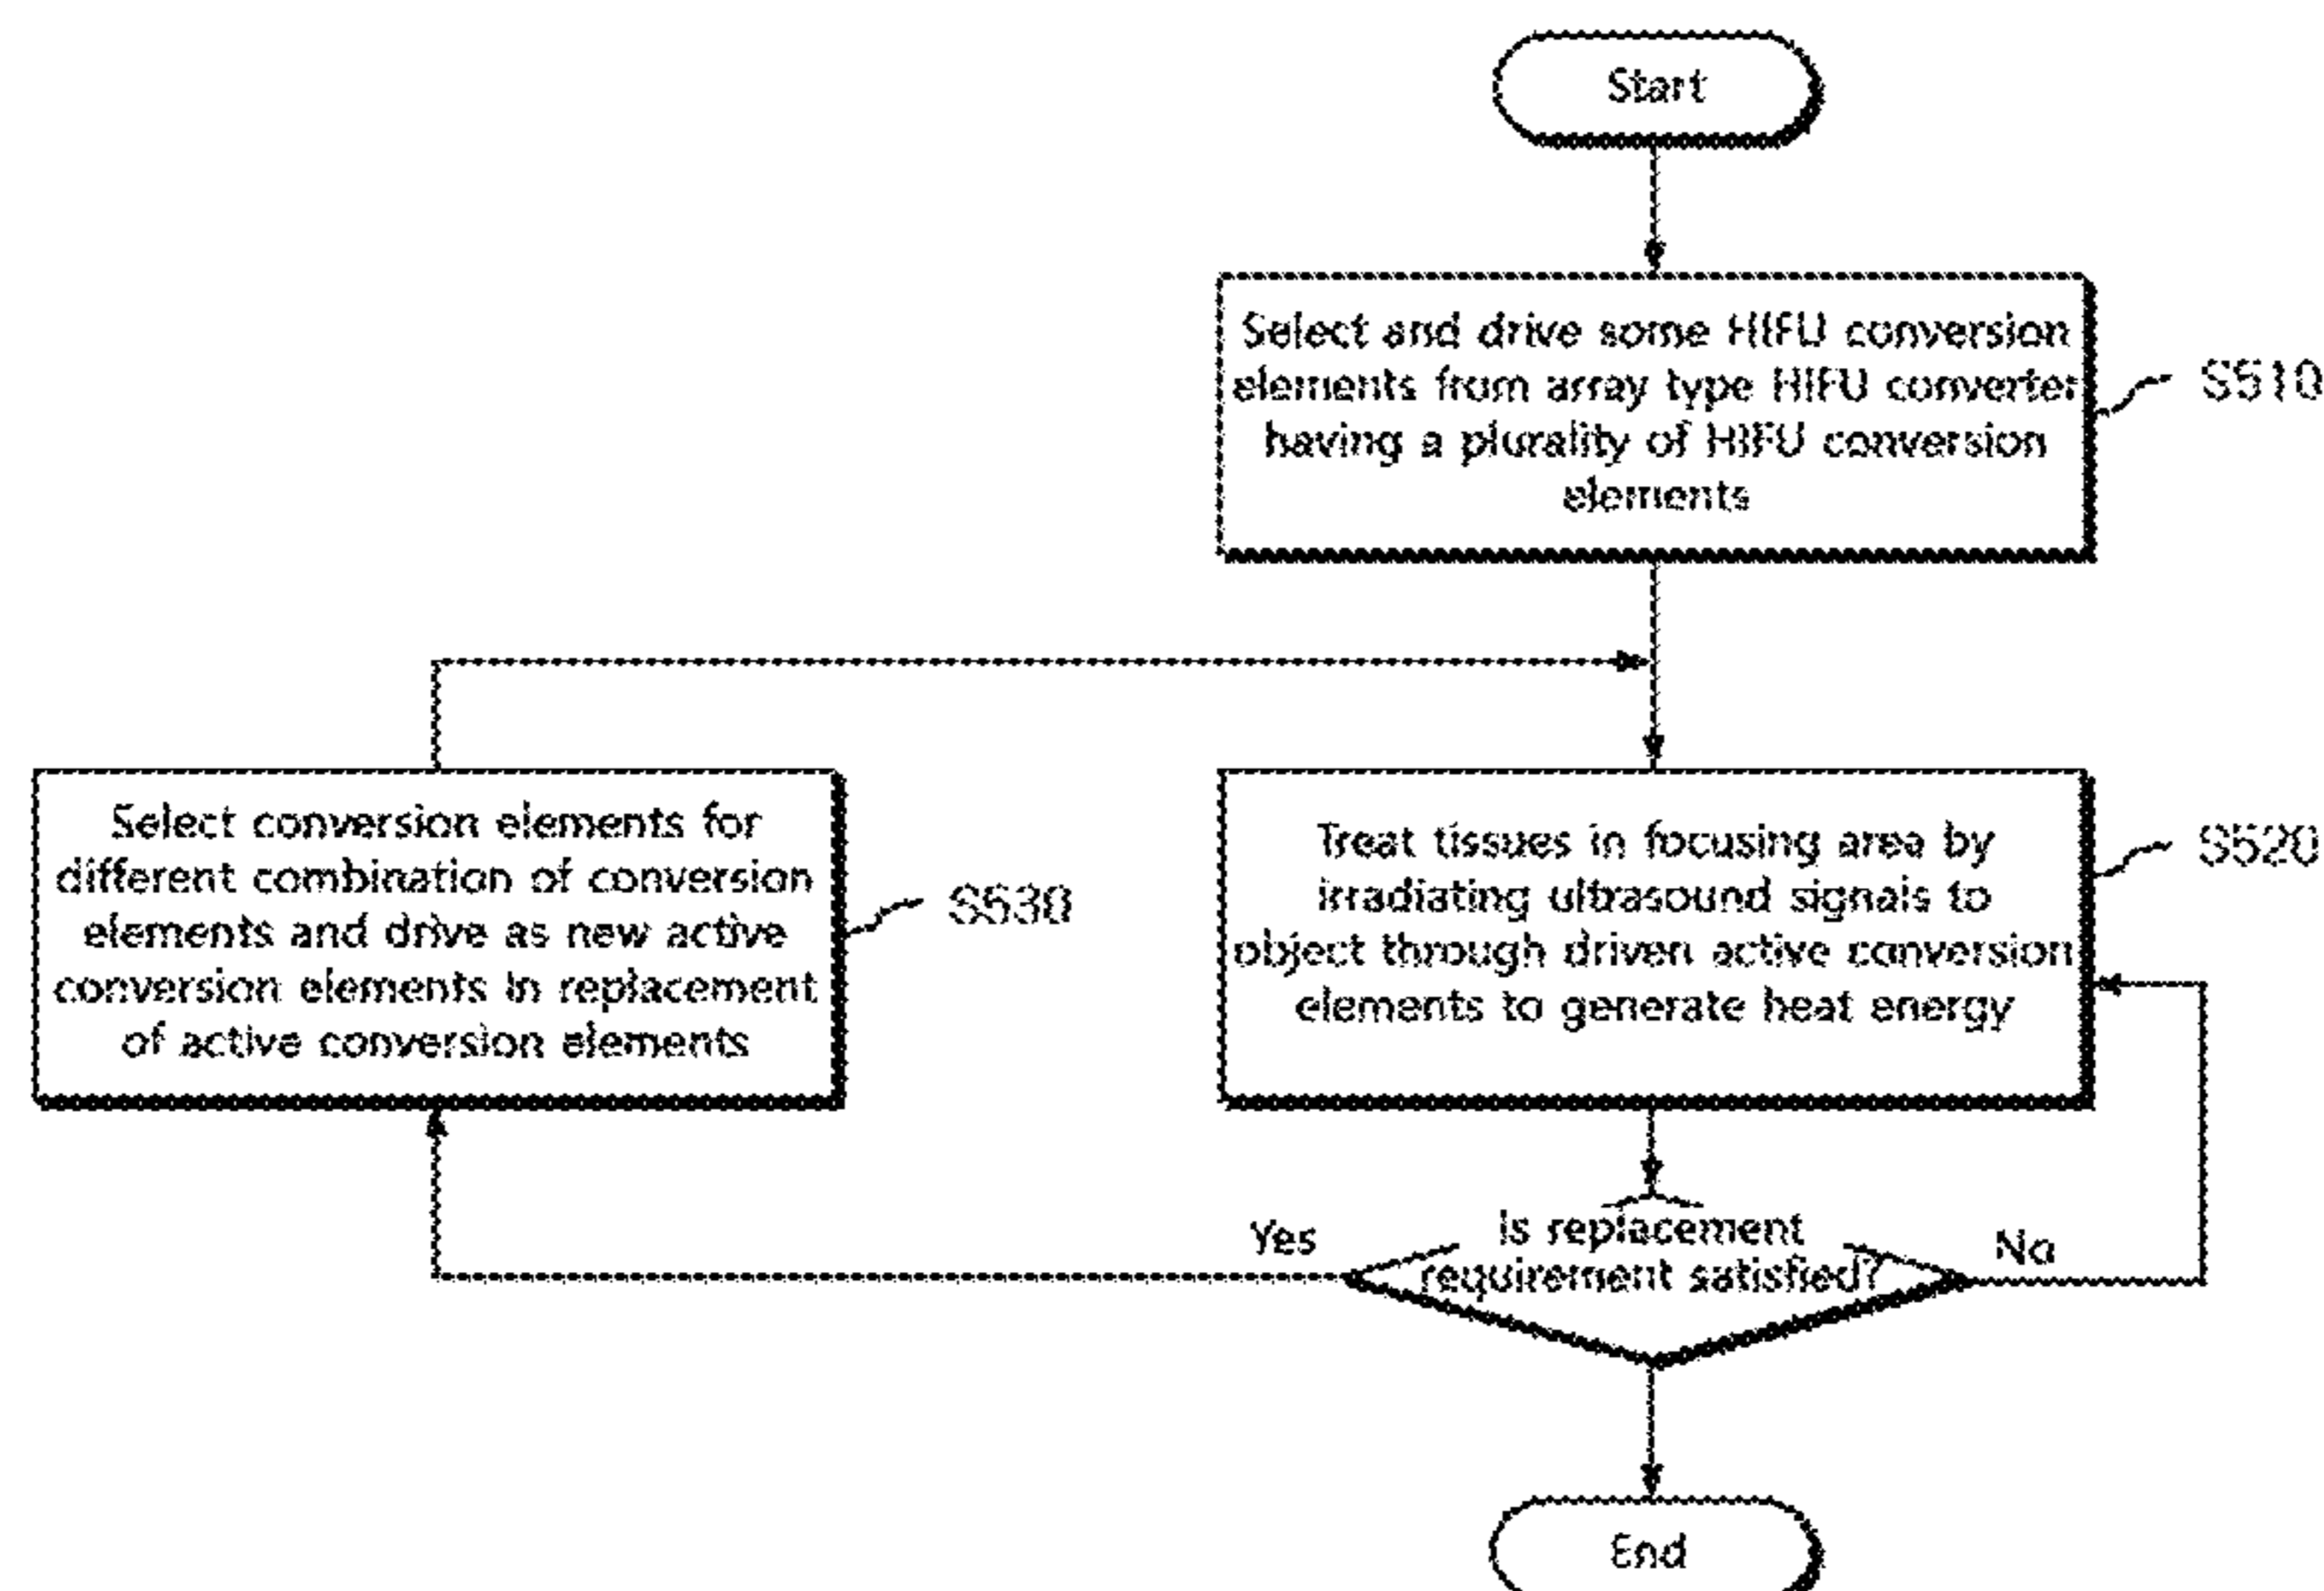 Start
Select and drive some HIFU conversion
elements from array type HIFU converter
having a plurality of HIFU conversion
elements
S510
Select conversion elements for
different combination of conversion
elements and drive as new active
conversion elements in replacement
of active conversion elements
S530
Treat tissues in focusing area by
irradiating ultrasound signals to
object through driven active conversion
elements to generate heat energy
S520
Yes
Is replacement
requirement satisfied?
No
End